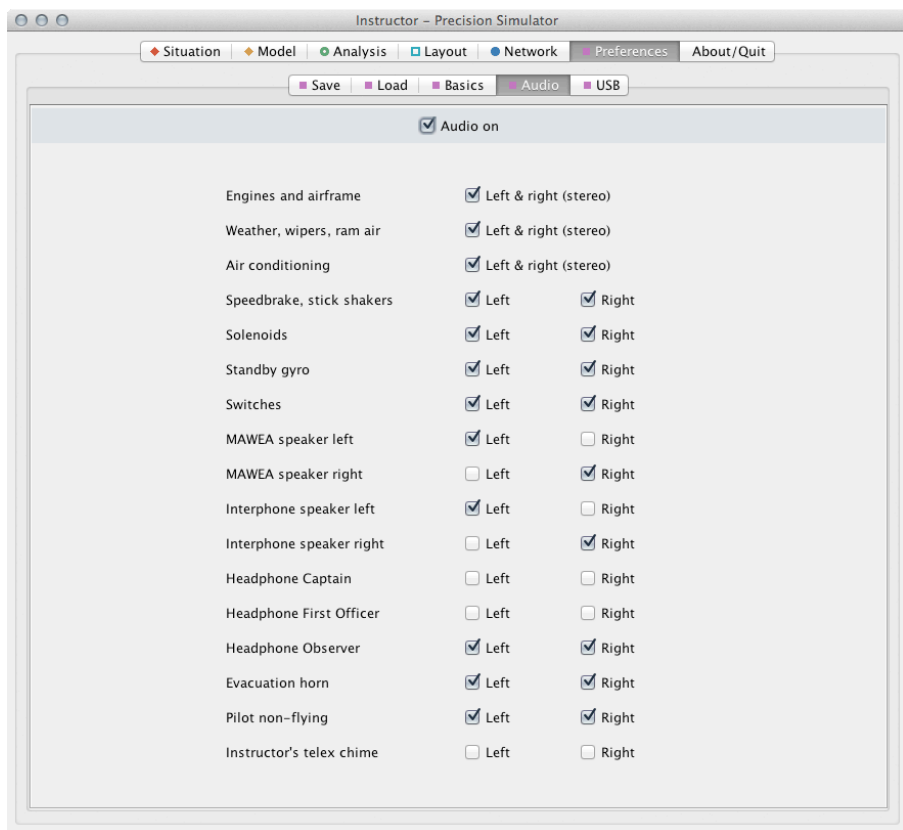 Instructor – Precision Simulator
Situation Model Analysis Layout Network Preferences About/Quit
Save Load Basics Audio USB
Audio on
Engines and airframe Left & right (stereo)
Weather, wipers, ram air Left & right (stereo)
Air conditioning Left & right (stereo)
Speedbrake, stick shakers Left Right
Solenoids Left Right
Standby gyro Left Right
Switches Left Right
MAWEA speaker left Left Right
MAWEA speaker right Left Right
Interphone speaker left Left Right
Interphone speaker right Left Right
Headphone Captain Left Right
Headphone First Officer Left Right
Headphone Observer Left Right
Evacuation horn Left Right
Pilot non–flying Left Right
Instructor's telex chime Left Right